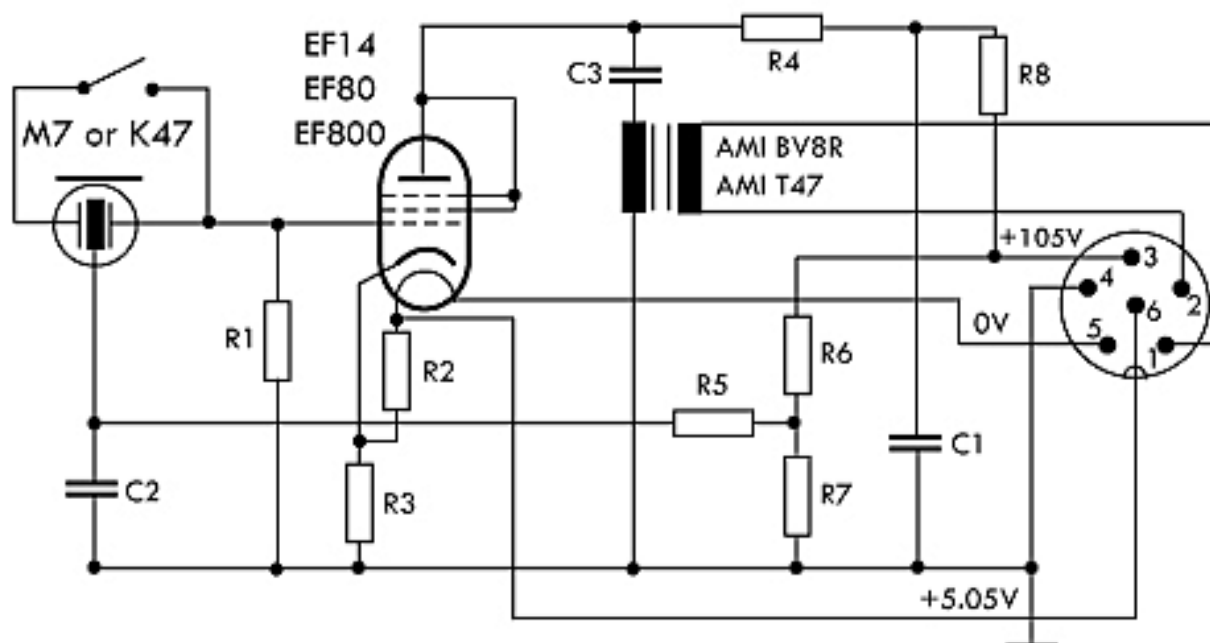 EF14
EF80
EF800
M7 or K47
C3
R4
R8
AMI BV8R
AMI T47
+105V
3
4
2
6
0V
5
1
R1
R2
R6
R5
C1
C2
R3
R7
+5.05V